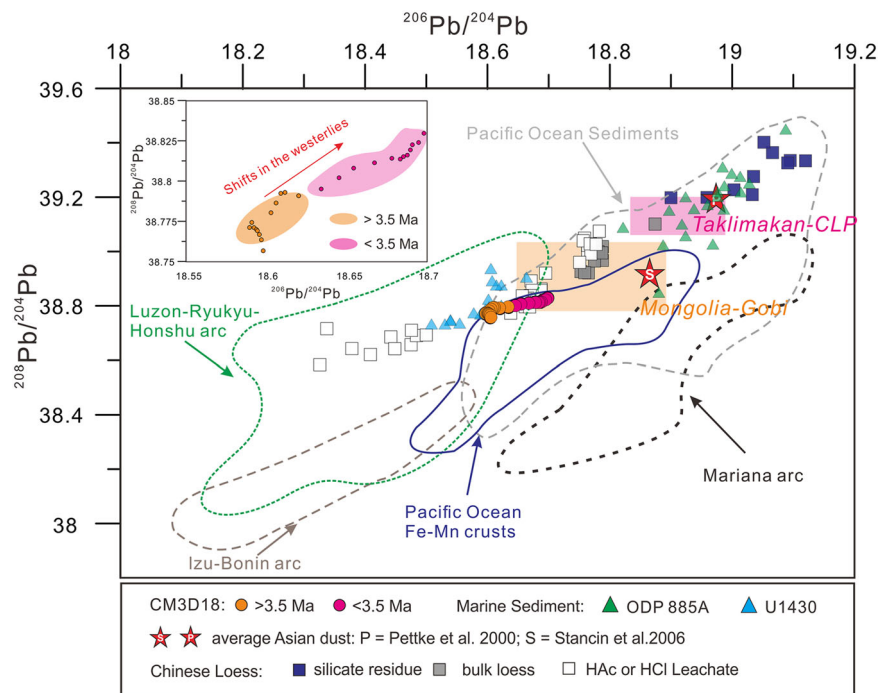 ²⁰⁶Pb/²⁰⁴Pb
18 18.2 18.4 18.6 18.8 19 19.2
39.6
39.2
38.8
38.4
38
²⁰⁸Pb/²⁰⁴Pb
38.85
38.825
38.8
38.775
38.75
²⁰⁸Pb/²⁰⁴Pb
Shifts in the westerlies
> 3.5 Ma
< 3.5 Ma
18.55 18.6 18.65 18.7
²⁰⁶Pb/²⁰⁴Pb
Pacific Ocean Sediments
P
Taklimakan-CLP
S
Mongolia-Gobi
Luzon-Ryukyu-
Honshu arc
Mariana arc
Pacific Ocean
Fe-Mn crusts
Izu-Bonin arc
CM3D18: >3.5 Ma <3.5 Ma Marine Sediment: ODP 885A U1430
S P average Asian dust: P = Pettke et al. 2000; S = Stancin et al.2006
Chinese Loess: silicate residue bulk loess HAc or HCl Leachate